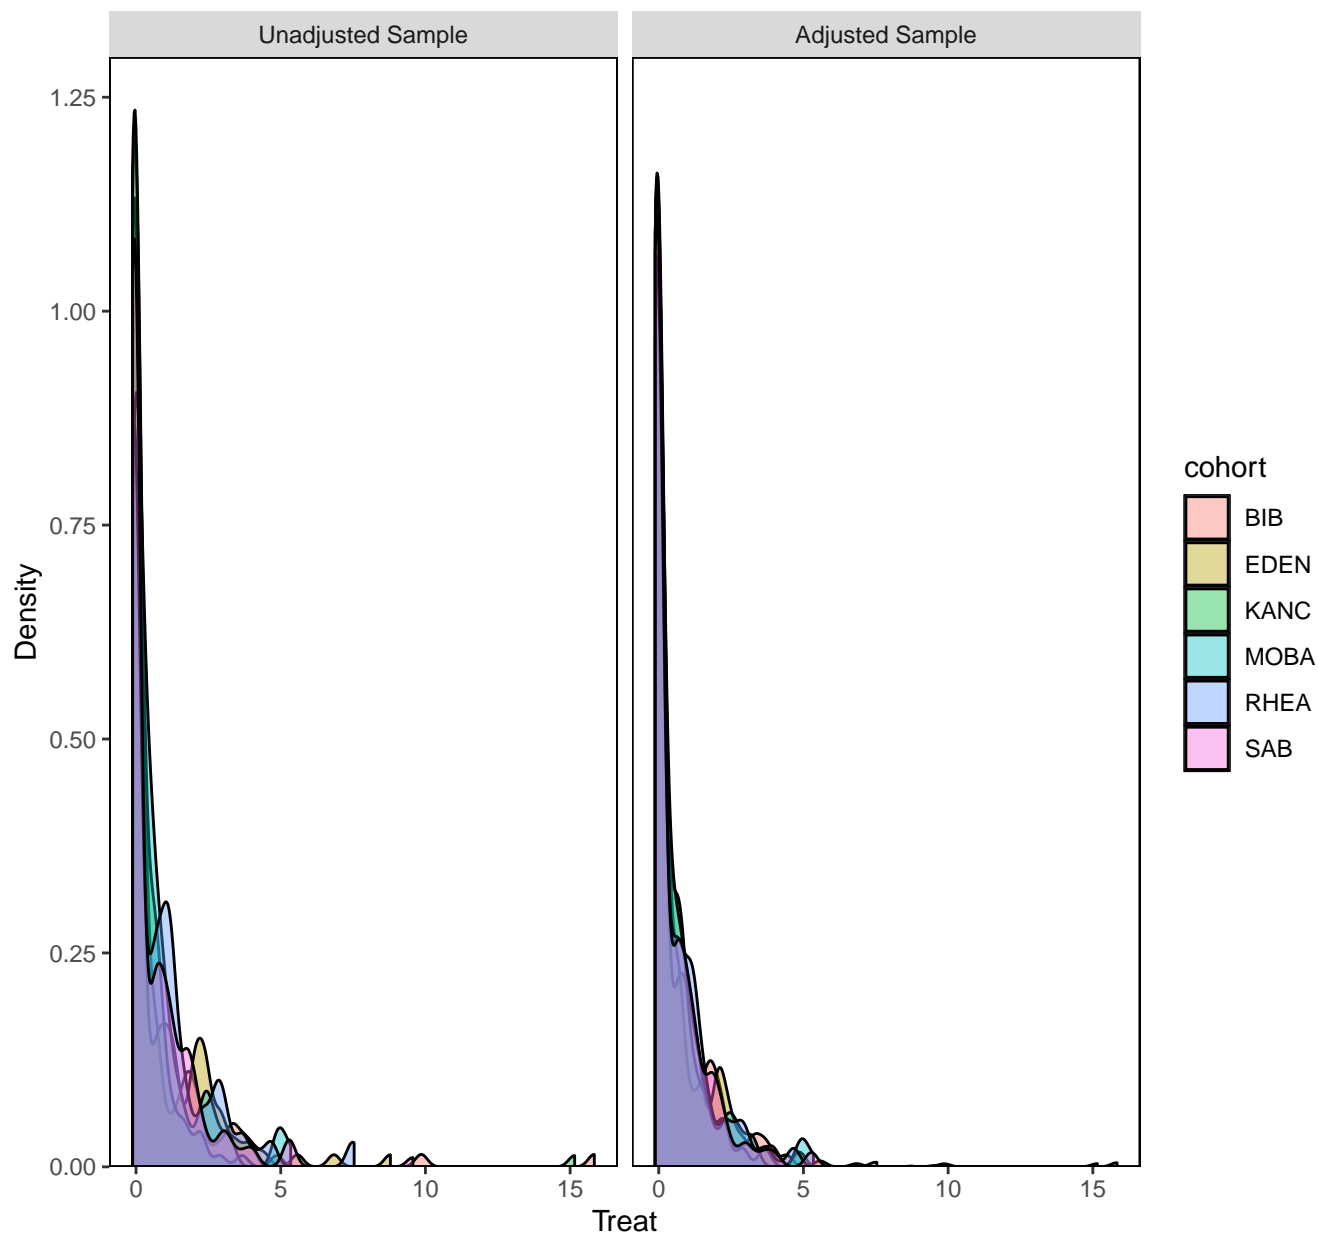 Unadjusted Sample
Adjusted Sample
1.25
1.00
0.75
0.50
0.25
0.00
Density
0 5 10 15
0 5 10 15
Treat
cohort
BIB
EDEN
KANC
MOBA
RHEA
SAB